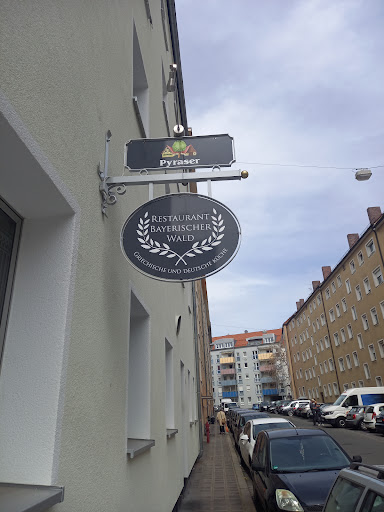 Pyraser
RESTAURANT
BAYERISCHER
WALD
GRIECHISCHE UND DEUTSCHE KÜCHE